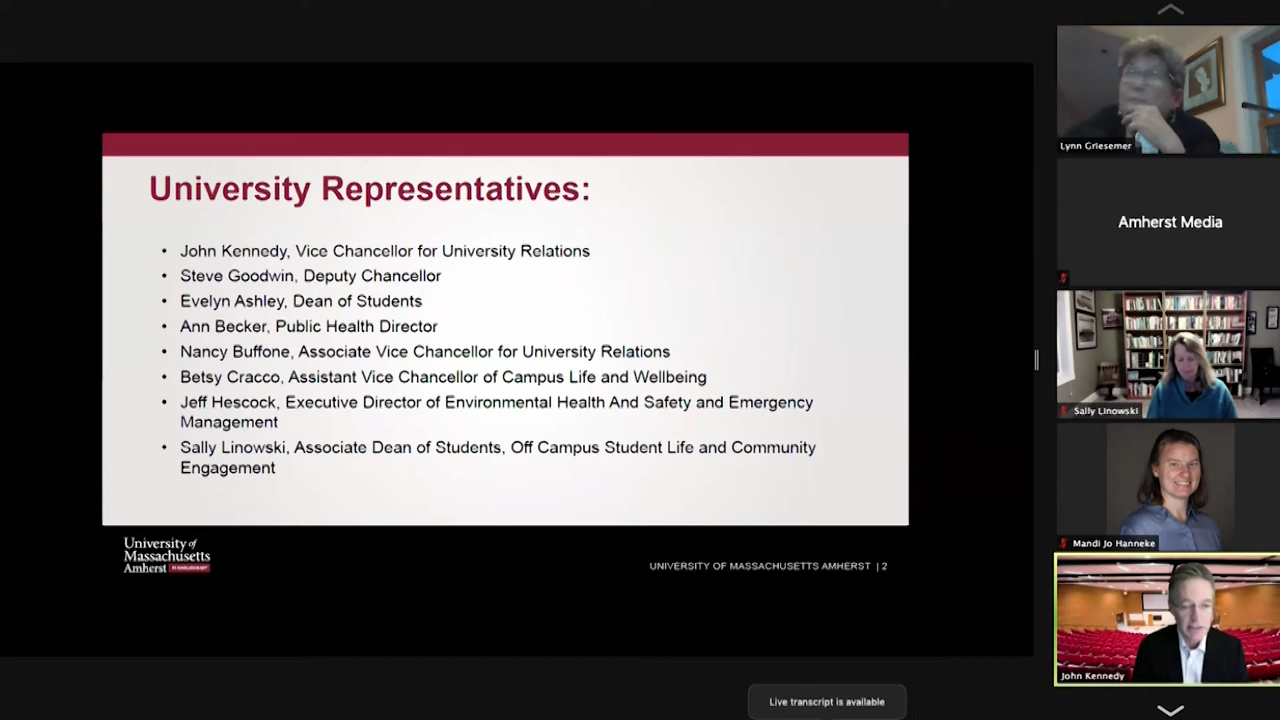 University Representatives:
• John Kennedy, Vice Chancellor for University Relations
• Steve Goodwin, Deputy Chancellor
• Evelyn Ashley, Dean of Students
• Ann Becker, Public Health Director
• Nancy Buffone, Associate Vice Chancellor for University Relations
• Betsy Cracco, Assistant Vice Chancellor of Campus Life and Wellbeing
• Jeff Hescock, Executive Director of Environmental Health And Safety and Emergency
Management
• Sally Linowski, Associate Dean of Students, Off Campus Student Life and Community
Engagement
University of
Massachusetts
Amherst
UNIVERSITY OF MASSACHUSETTS AMHERST | 2
Lynn Griesemer
Amherst Media
Sally Linowski
Mandi Jo Hanneke
John Kennedy
Live transcript is available